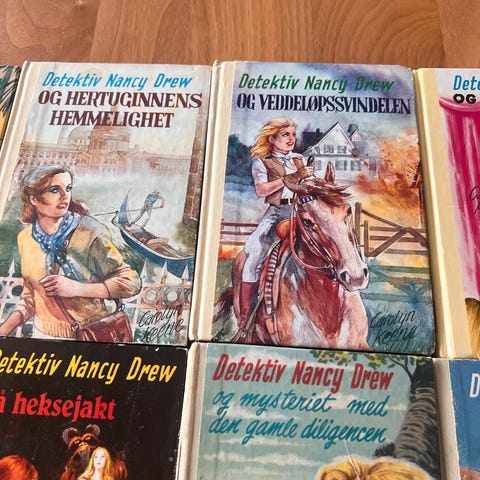 Detektiv Nancy Drew
OG HERTUGINNENS
HEMMELIGHET
Carolyn
Keene
Detektiv Nancy Drew
OG VEDDELØPSSVINDELEN
Carolyn
Keene
Detektiv Nancy Drew
å heksejakt
Detektiv Nancy Drew
og mysteriet med
den gamle diligencen